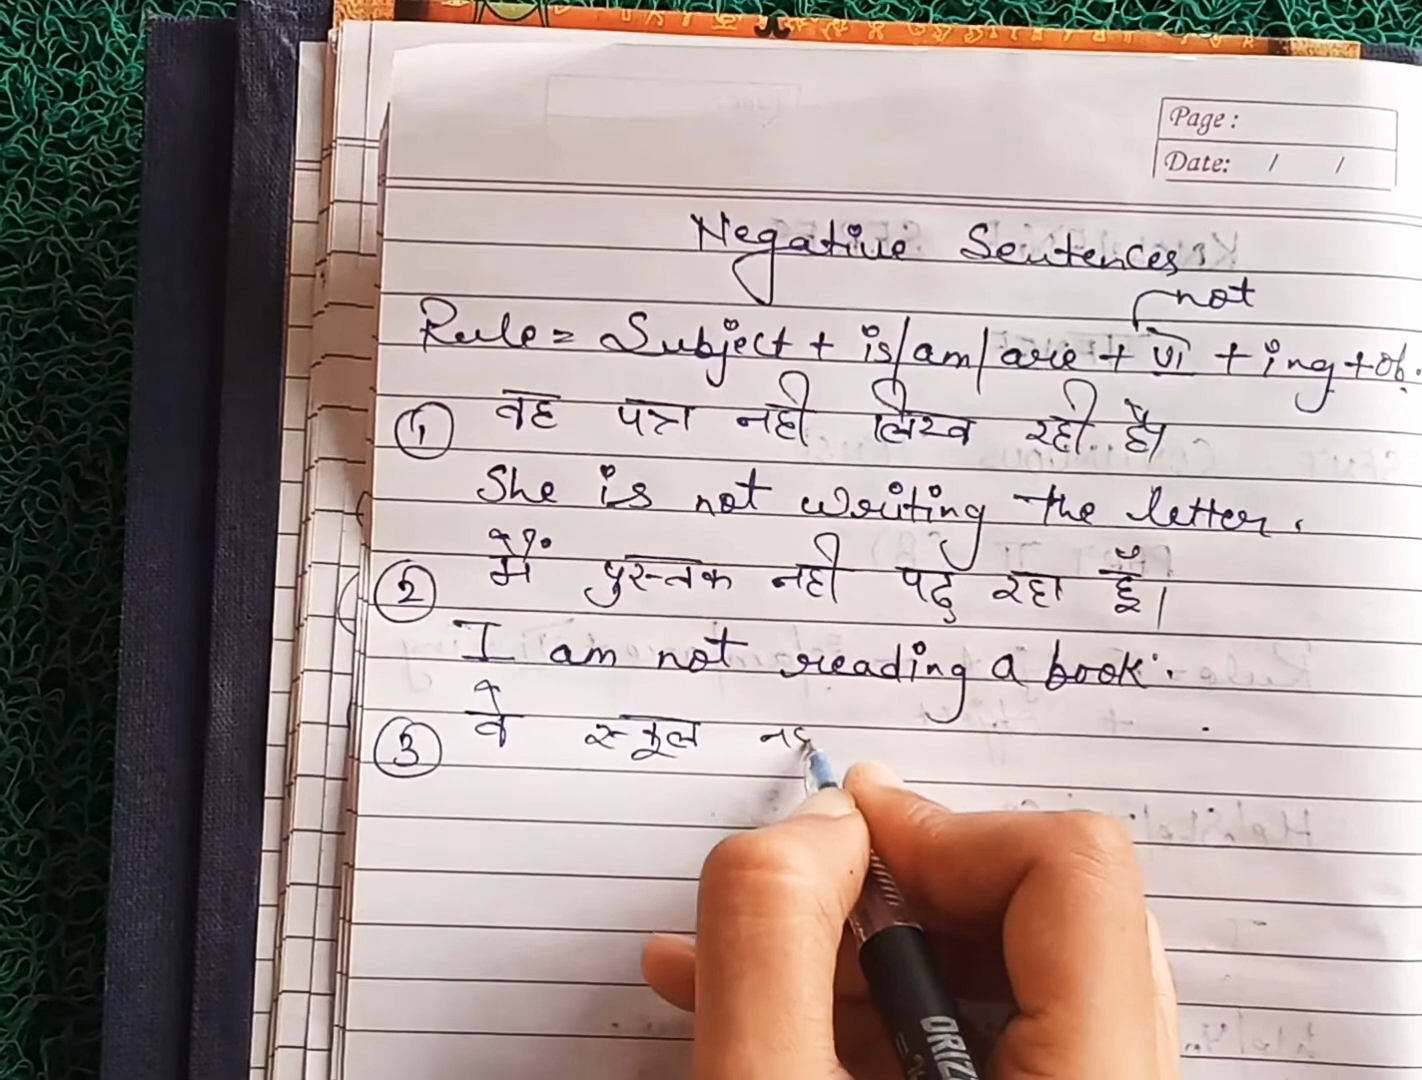 Page :
Date: / /
Negative Sentences
not
Rule = Subject + is/am/are + V1 + ing + ob.
① वह पत्र नही लिख रही है।
She is not writing the letter.
② मैं पुस्तक नही पढ़ रहा हूँ।
I am not reading a book.
③ वे स्कूल नह